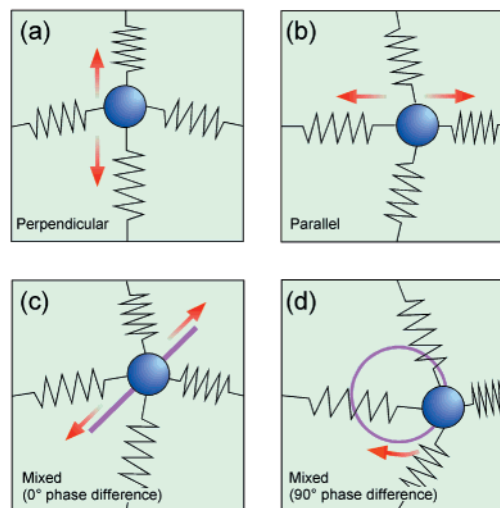 (a)
Perpendicular
(b)
Parallel
(c)
Mixed
(0° phase difference)
(d)
Mixed
(90° phase difference)